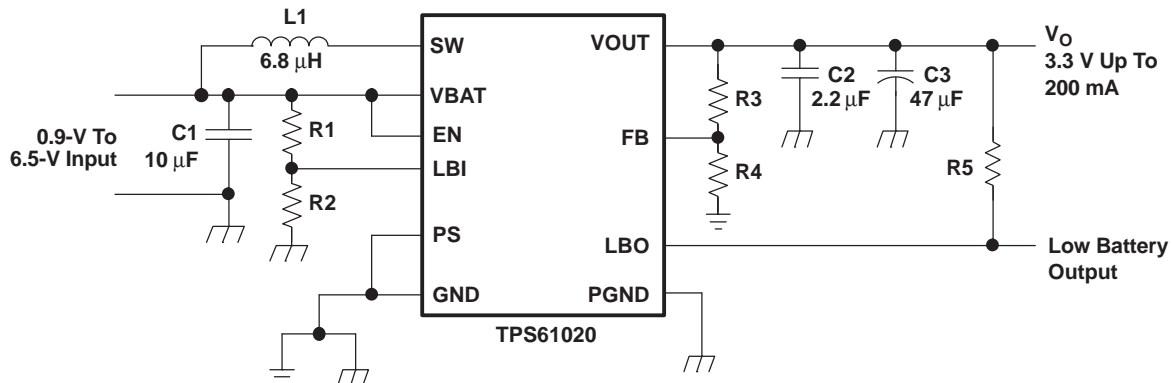 L1
6.8 μH
SW
VBAT
EN
LBI
PS
GND
VOUT
FB
LBO
PGND
TPS61020
0.9-V To
6.5-V Input
C1
10 μF
R1
R2
R3
R4
C2
2.2 μF
C3
47 μF
R5
VO
3.3 V Up To
200 mA
Low Battery
Output